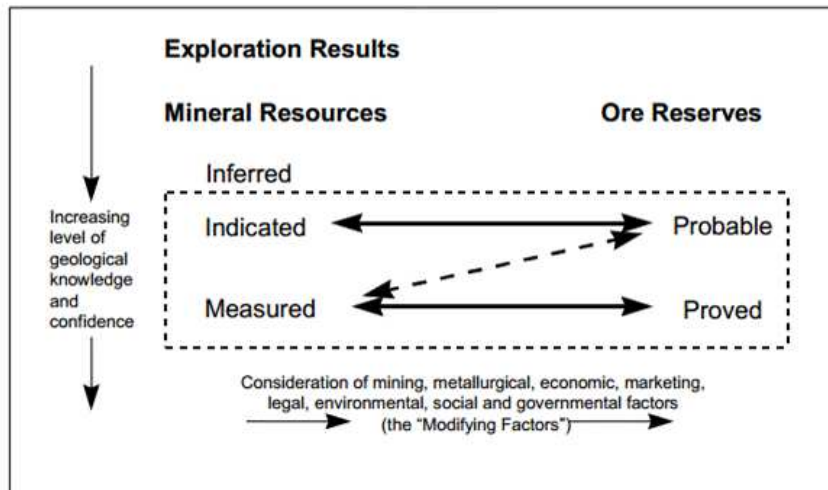 Exploration Results
Mineral Resources
Ore Reserves
Inferred
Increasing
level of
geological
knowledge
and
confidence
Indicated
Probable
Measured
Proved
Consideration of mining, metallurgical, economic, marketing,
legal, environmental, social and governmental factors
(the “Modifying Factors”)